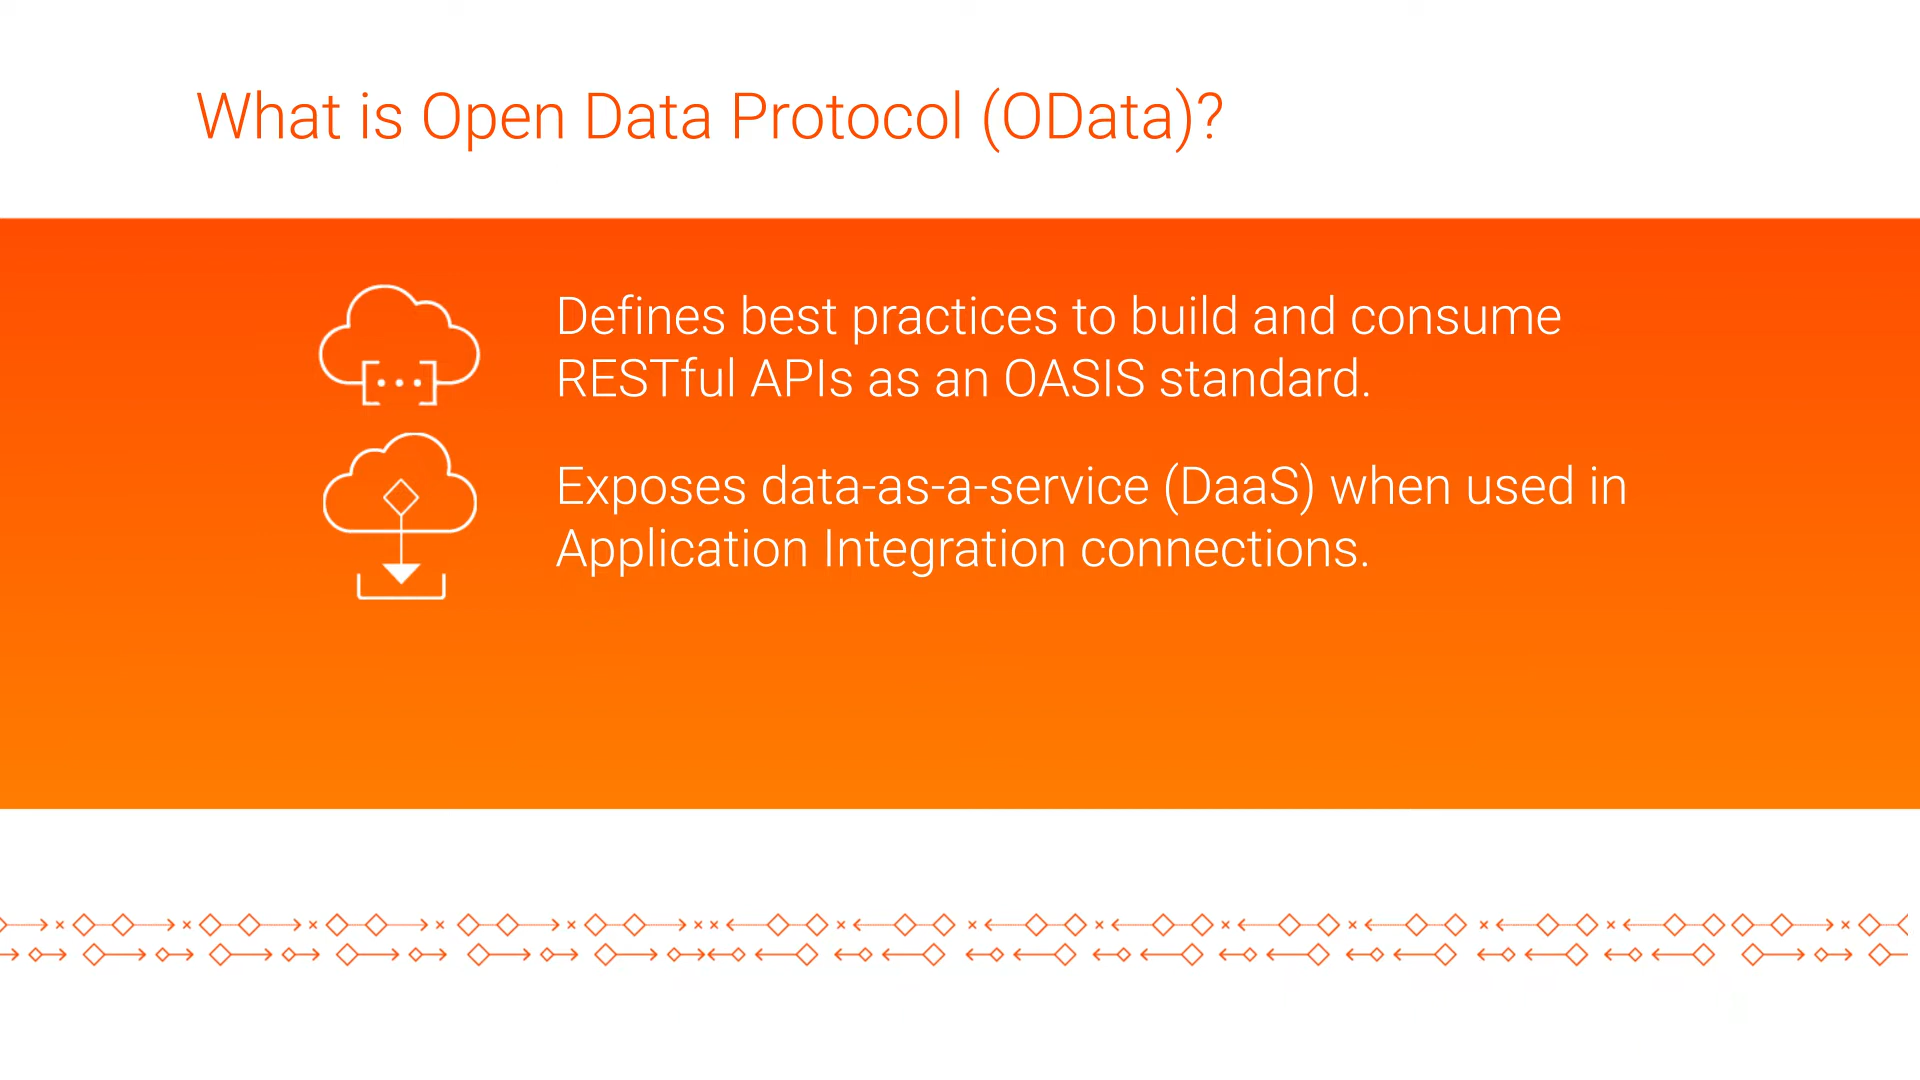 What is Open Data Protocol (OData)?
Defines best practices to build and consume
RESTful APIs as an OASIS standard.
Exposes data-as-a-service (DaaS) when used in
Application Integration connections.